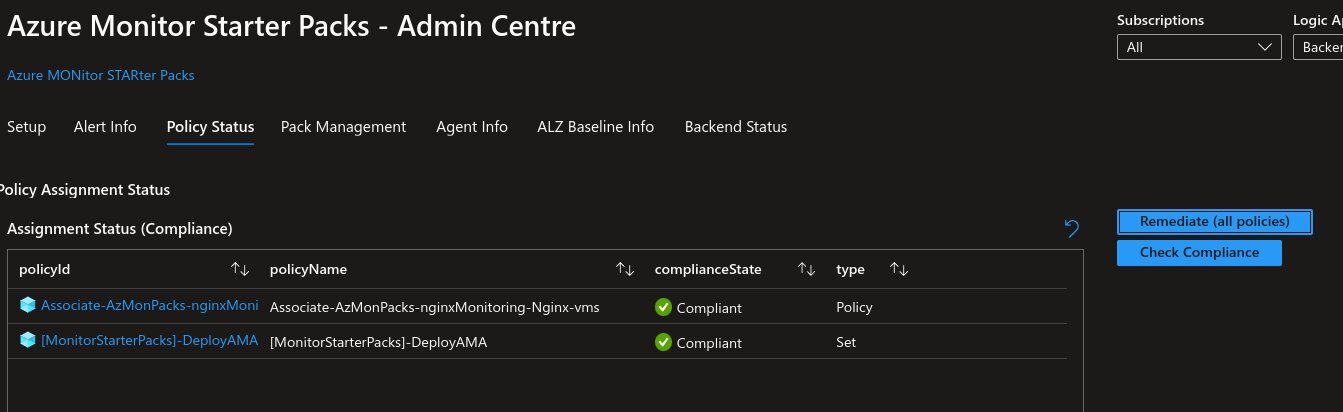 Azure Monitor Starter Packs - Admin Centre
Subscriptions
All
Azure MONitor STARter Packs
Setup Alert Info Policy Status Pack Management Agent Info ALZ Baseline Info Backend Status
Policy Assignment Status
Assignment Status (Compliance)
Remediate (all policies)
Check Compliance
policyId policyName complianceState type
Associate-AzMonPacks-nginxMoni Associate-AzMonPacks-nginxMonitoring-Nginx-vms Compliant Policy
[MonitorStarterPacks]-DeployAMA [MonitorStarterPacks]-DeployAMA Compliant Set